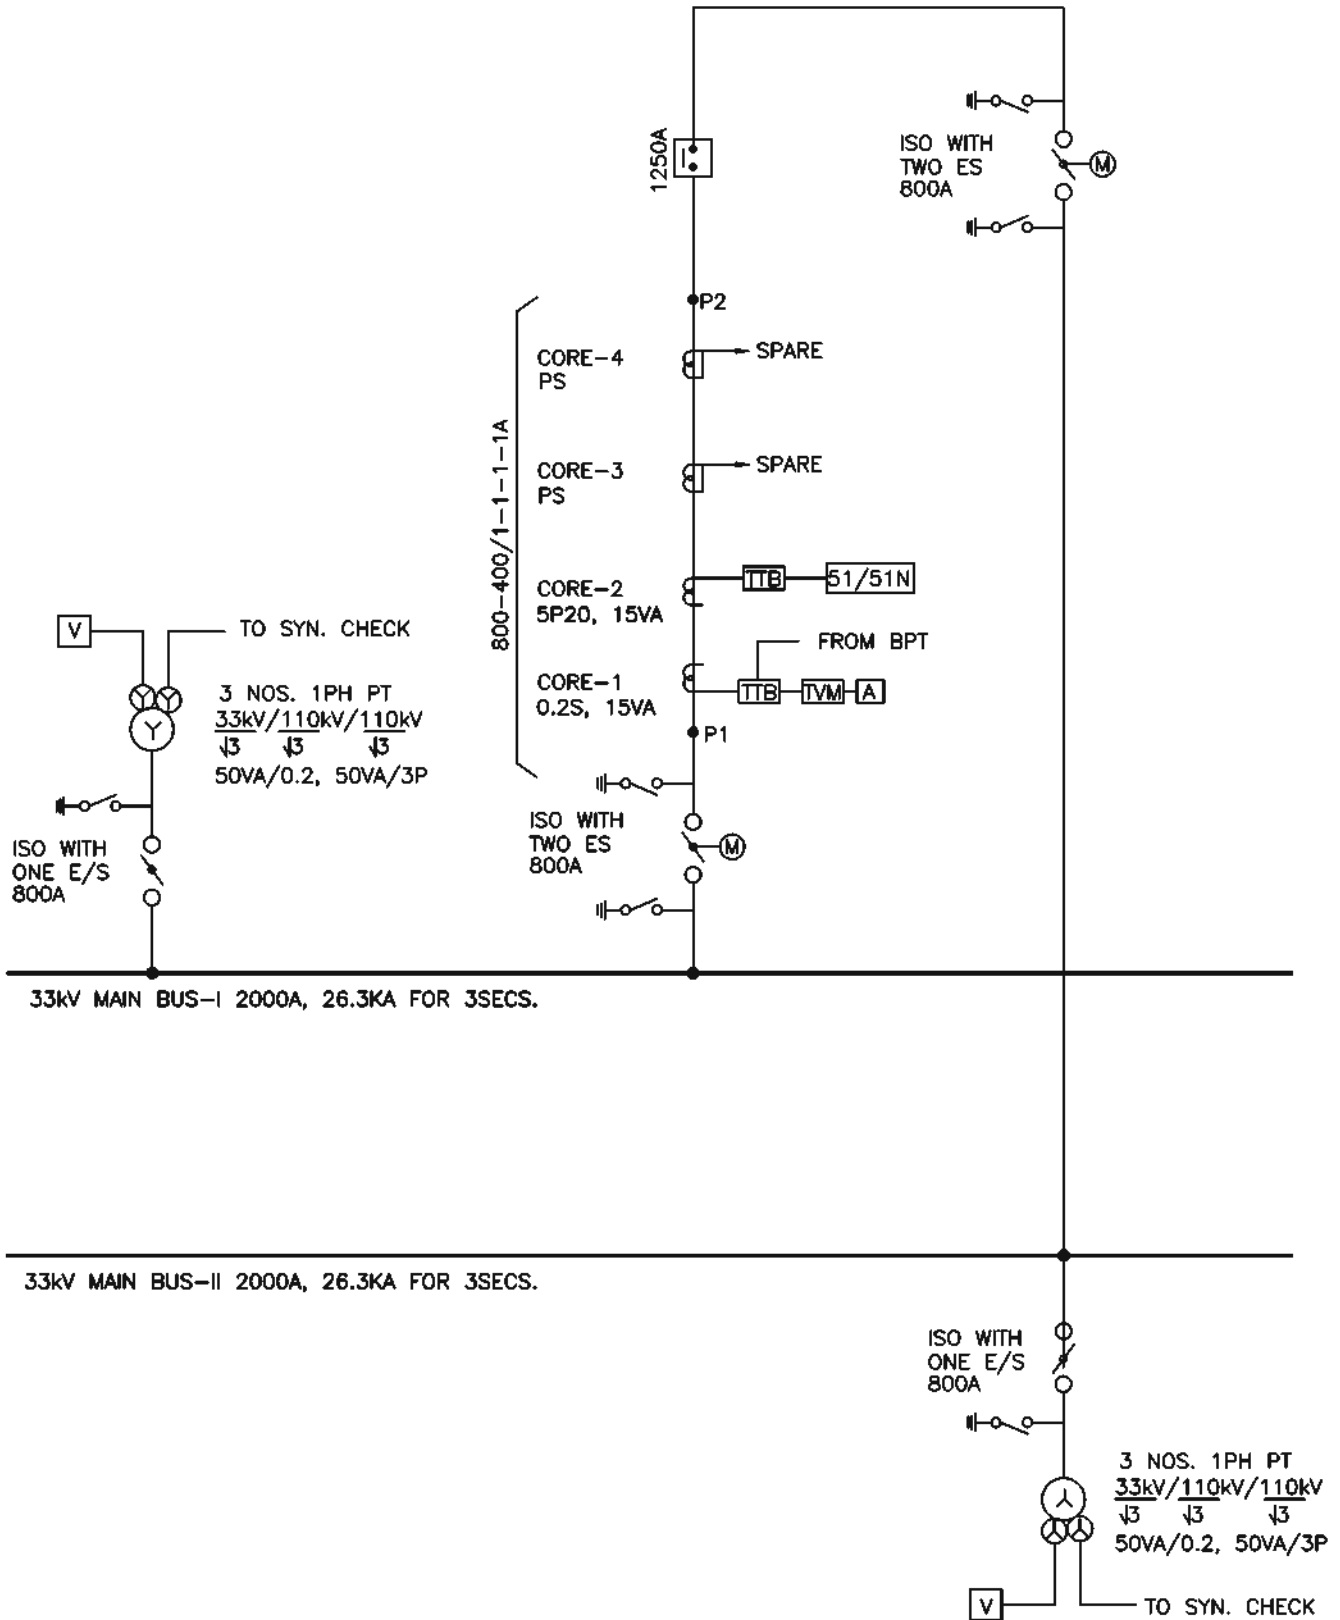 1250A
ISO WITH
TWO ES
800A
M
P2
CORE-4
PS
SPARE
CORE-3
PS
SPARE
800-400/1-1-1-1A
CORE-2
5P20, 15VA
TTB
51/51N
FROM BPT
CORE-1
0.2S, 15VA
TTB
TVM
A
P1
V
TO SYN. CHECK
3 NOS. 1PH PT
33kV/110kV/110kV
√3 √3 √3
50VA/0.2, 50VA/3P
Y
ISO WITH
ONE E/S
800A
ISO WITH
TWO ES
800A
M
33kV MAIN BUS-I 2000A, 26.3KA FOR 3SECS.
33kV MAIN BUS-II 2000A, 26.3KA FOR 3SECS.
ISO WITH
ONE E/S
800A
3 NOS. 1PH PT
33kV/110kV/110kV
√3 √3 √3
50VA/0.2, 50VA/3P
V
TO SYN. CHECK